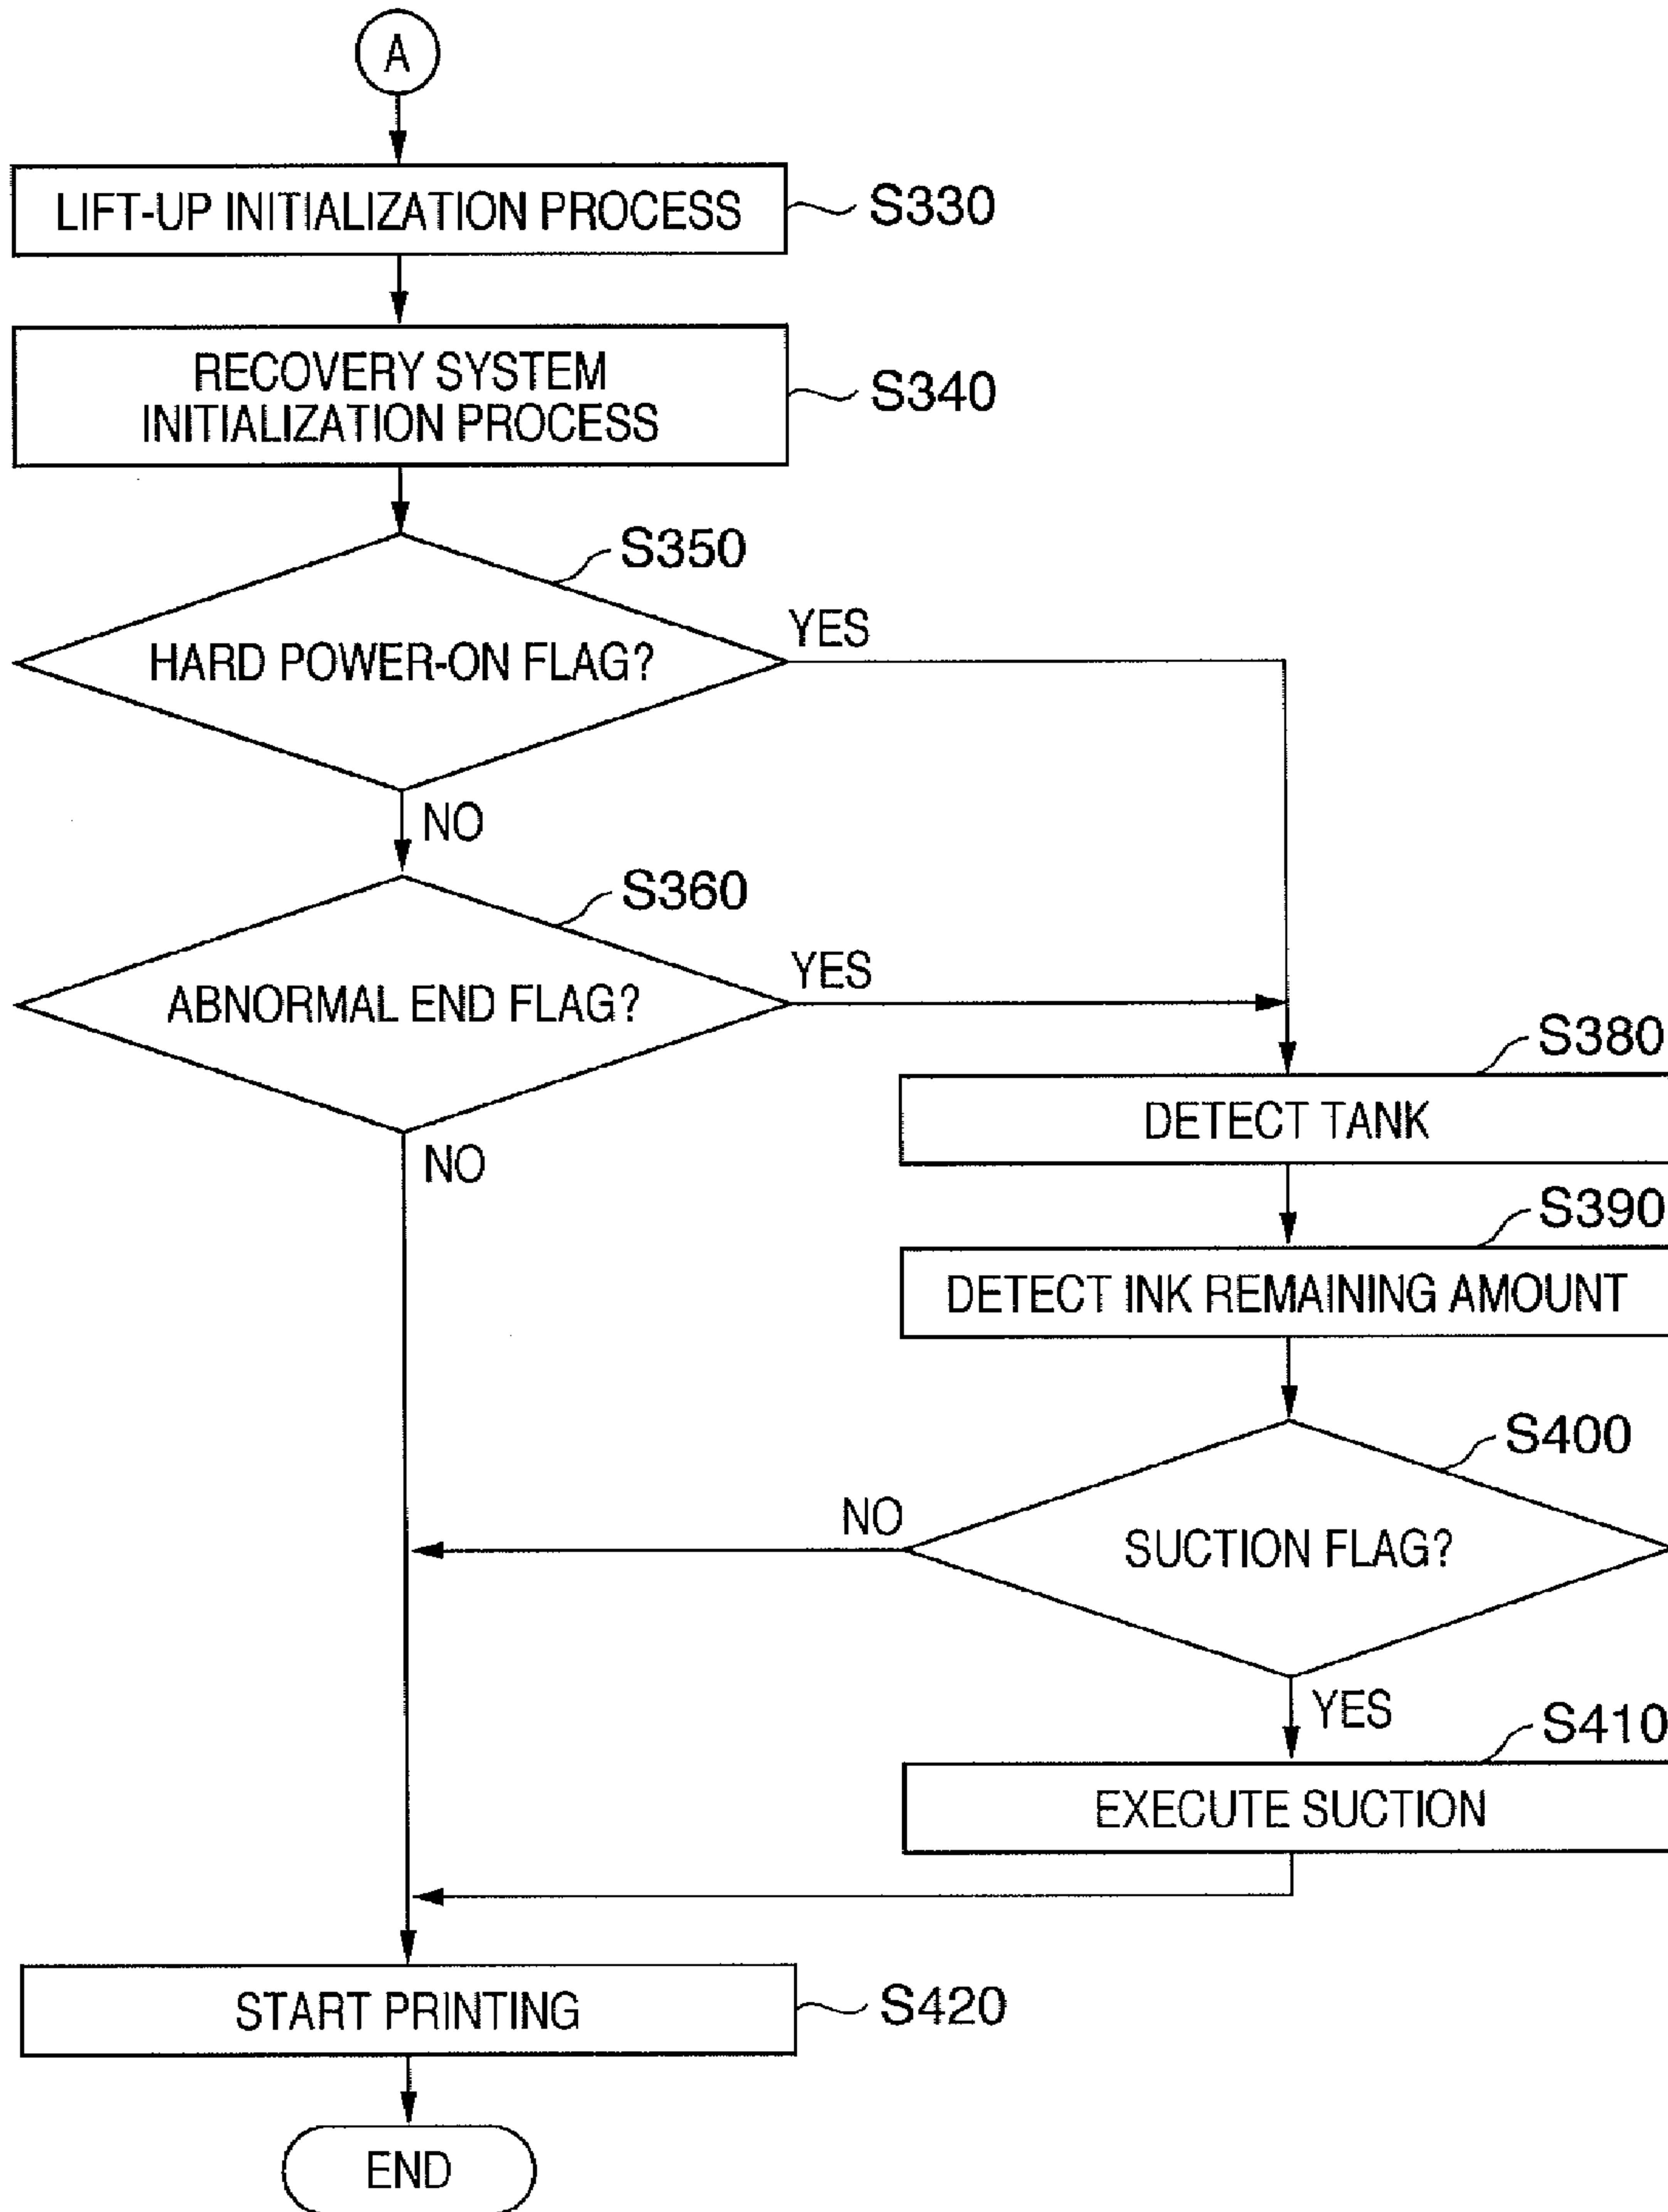 A
LIFT-UP INITIALIZATION PROCESS
S330
RECOVERY SYSTEM
INITIALIZATION PROCESS
S340
S350
HARD POWER-ON FLAG?
YES
NO
S360
ABNORMAL END FLAG?
YES
NO
S380
DETECT TANK
S390
DETECT INK REMAINING AMOUNT
S400
SUCTION FLAG?
NO
YES
S410
EXECUTE SUCTION
START PRINTING
S420
END